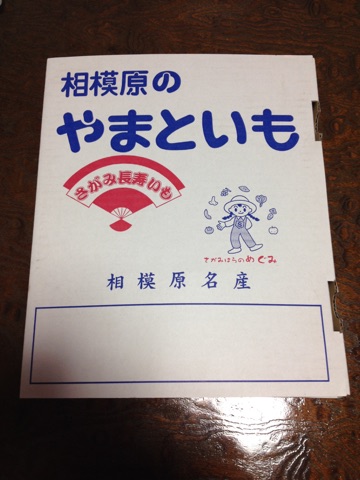 相模原の
やまといも
さがみ長寿いも
さがみはらのめぐみ
相模原名産